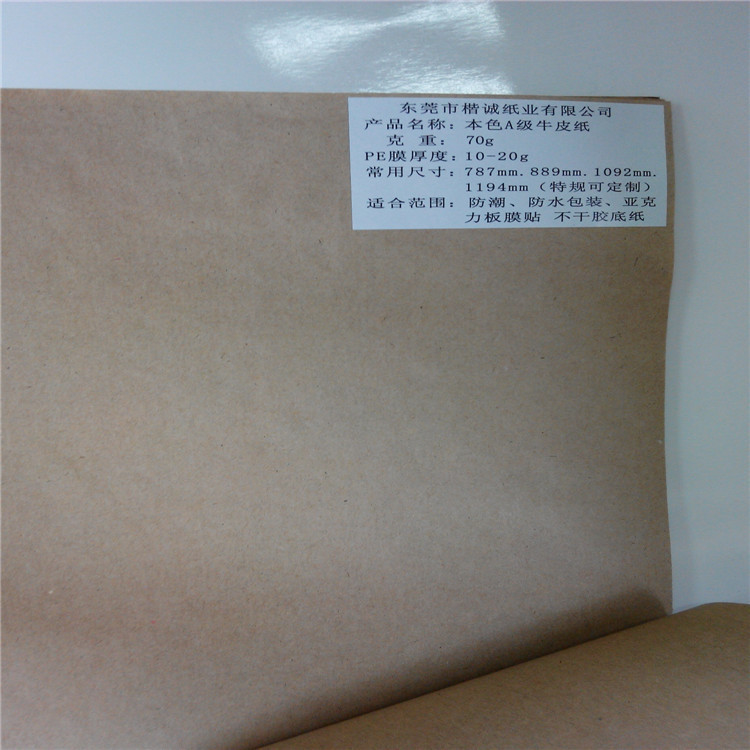 东莞市楷诚纸业有限公司
产品名称：本色A级牛皮纸
克 重： 70g
PE膜厚度：10-20g
常用尺寸：787mm.889mm.1092mm.
1194mm（特规可定制）
适合范围：防潮、防水包装、亚克
力板膜贴 不干胶底纸